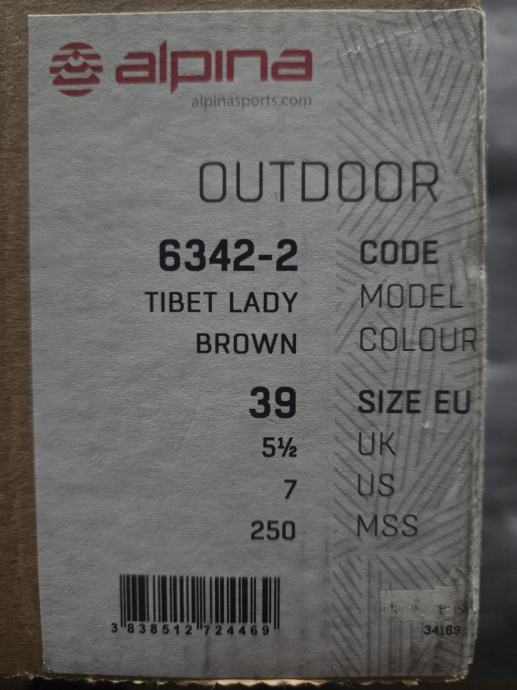 alpina
alpinasports.com
OUTDOOR
6342-2 CODE
TIBET LADY MODEL
BROWN COLOUR
39 SIZE EU
5½ UK
7 US
250 MSS
3 838512 724469
34169